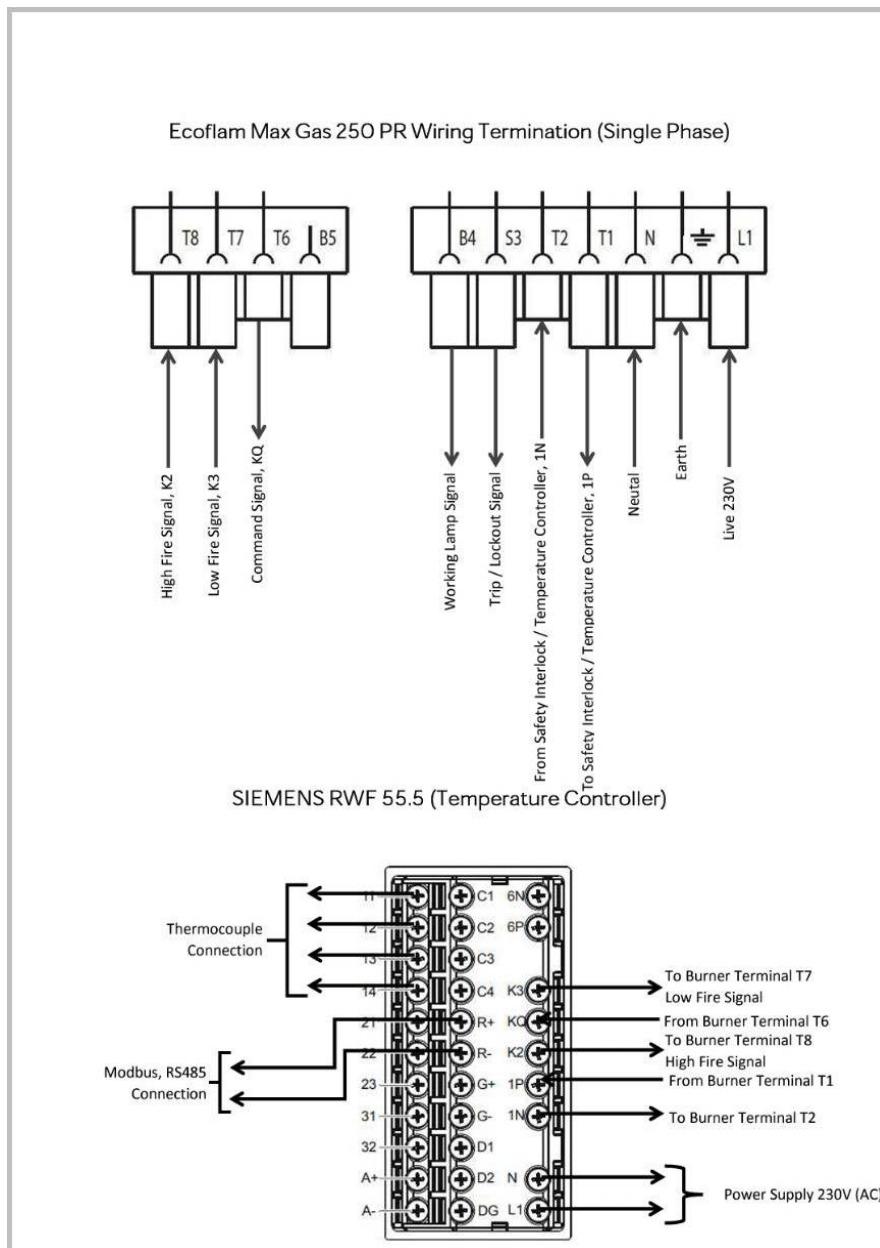 Ecoflam Max Gas 250 PR Wiring Termination (Single Phase)
T8 T7 T6 B5
B4 S3 T2 T1 N L1
High Fire Signal, K2
Low Fire Signal, K3
Command Signal, KQ
Working Lamp Signal
Trip / Lockout Signal
From Safety Interlock / Temperature Controller, 1N
To Safety Interlock / Temperature Controller, 1P
Neutal
Earth
Live 230V
SIEMENS RWF 55.5 (Temperature Controller)
Thermocouple
Connection
Modbus, RS485
Connection
11 C1 6N
12 C2 6P
13 C3
14 C4 K3
21 R+ KQ
22 R- K2
23 G+ 1P
31 G- 1N
32 D1
A+ D2 N
A- DG L1
To Burner Terminal T7
Low Fire Signal
From Burner Terminal T6
To Burner Terminal T8
High Fire Signal
From Burner Terminal T1
To Burner Terminal T2
Power Supply 230V (AC)